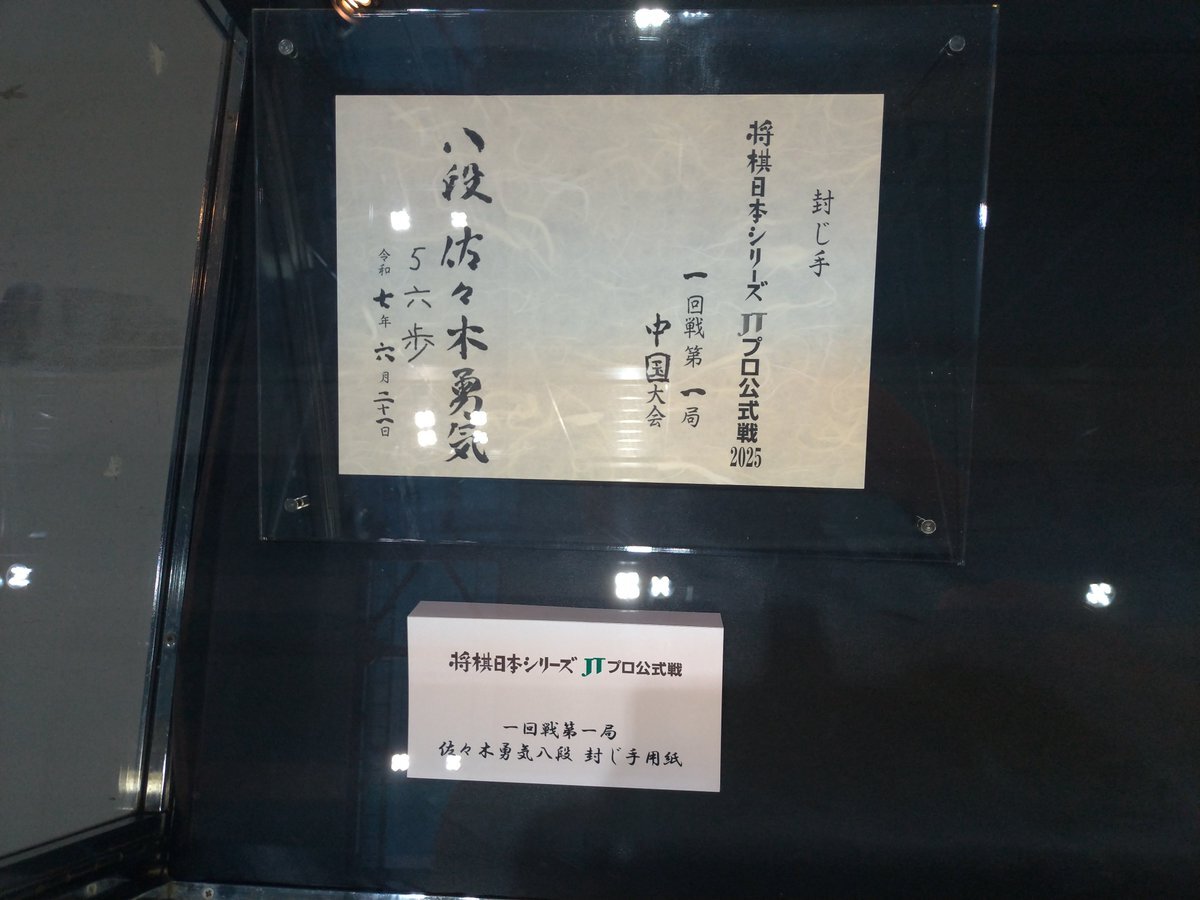 封じ手
将棋日本シリーズ JTプロ公式戦 2025
一回戦第一局
中国大会
八段 佐々木勇気
5六歩
令和七年六月二十一日
将棋日本シリーズ JTプロ公式戦
一回戦第一局
佐々木勇気八段 封じ手用紙